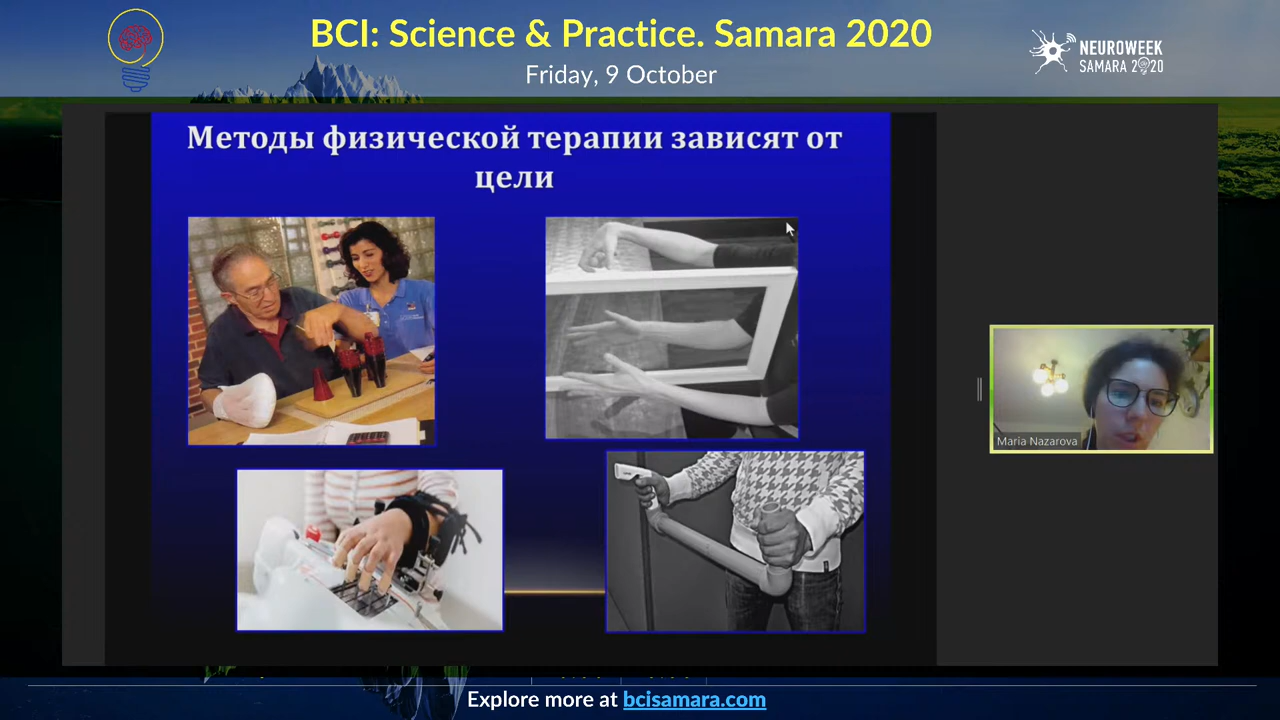 BCI: Science & Practice. Samara 2020
Friday, 9 October
NEUROWEEK
SAMARA 2020
Методы физической терапии зависят от
цели
Maria Nazarova
Explore more at bcisamara.com